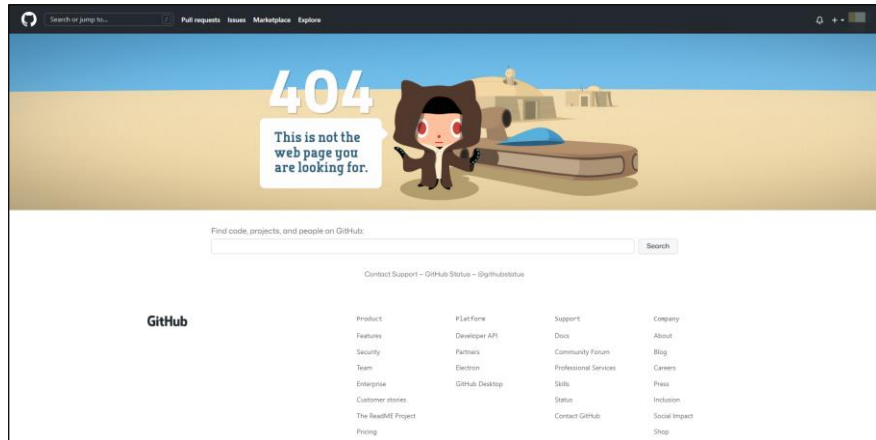 Search or jump to... /
Pull requests Issues Marketplace Explore
404
This is not the
web page you
are looking for.
Find code, projects, and people on GitHub:
Search
Contact Support — GitHub Status — @githubstatus
GitHub
Product
Features
Security
Team
Enterprise
Customer stories
The ReadME Project
Pricing
Platform
Developer API
Partners
Electron
GitHub Desktop
Support
Docs
Community Forum
Professional Services
Skills
Status
Contact GitHub
Company
About
Blog
Careers
Press
Inclusion
Social Impact
Shop